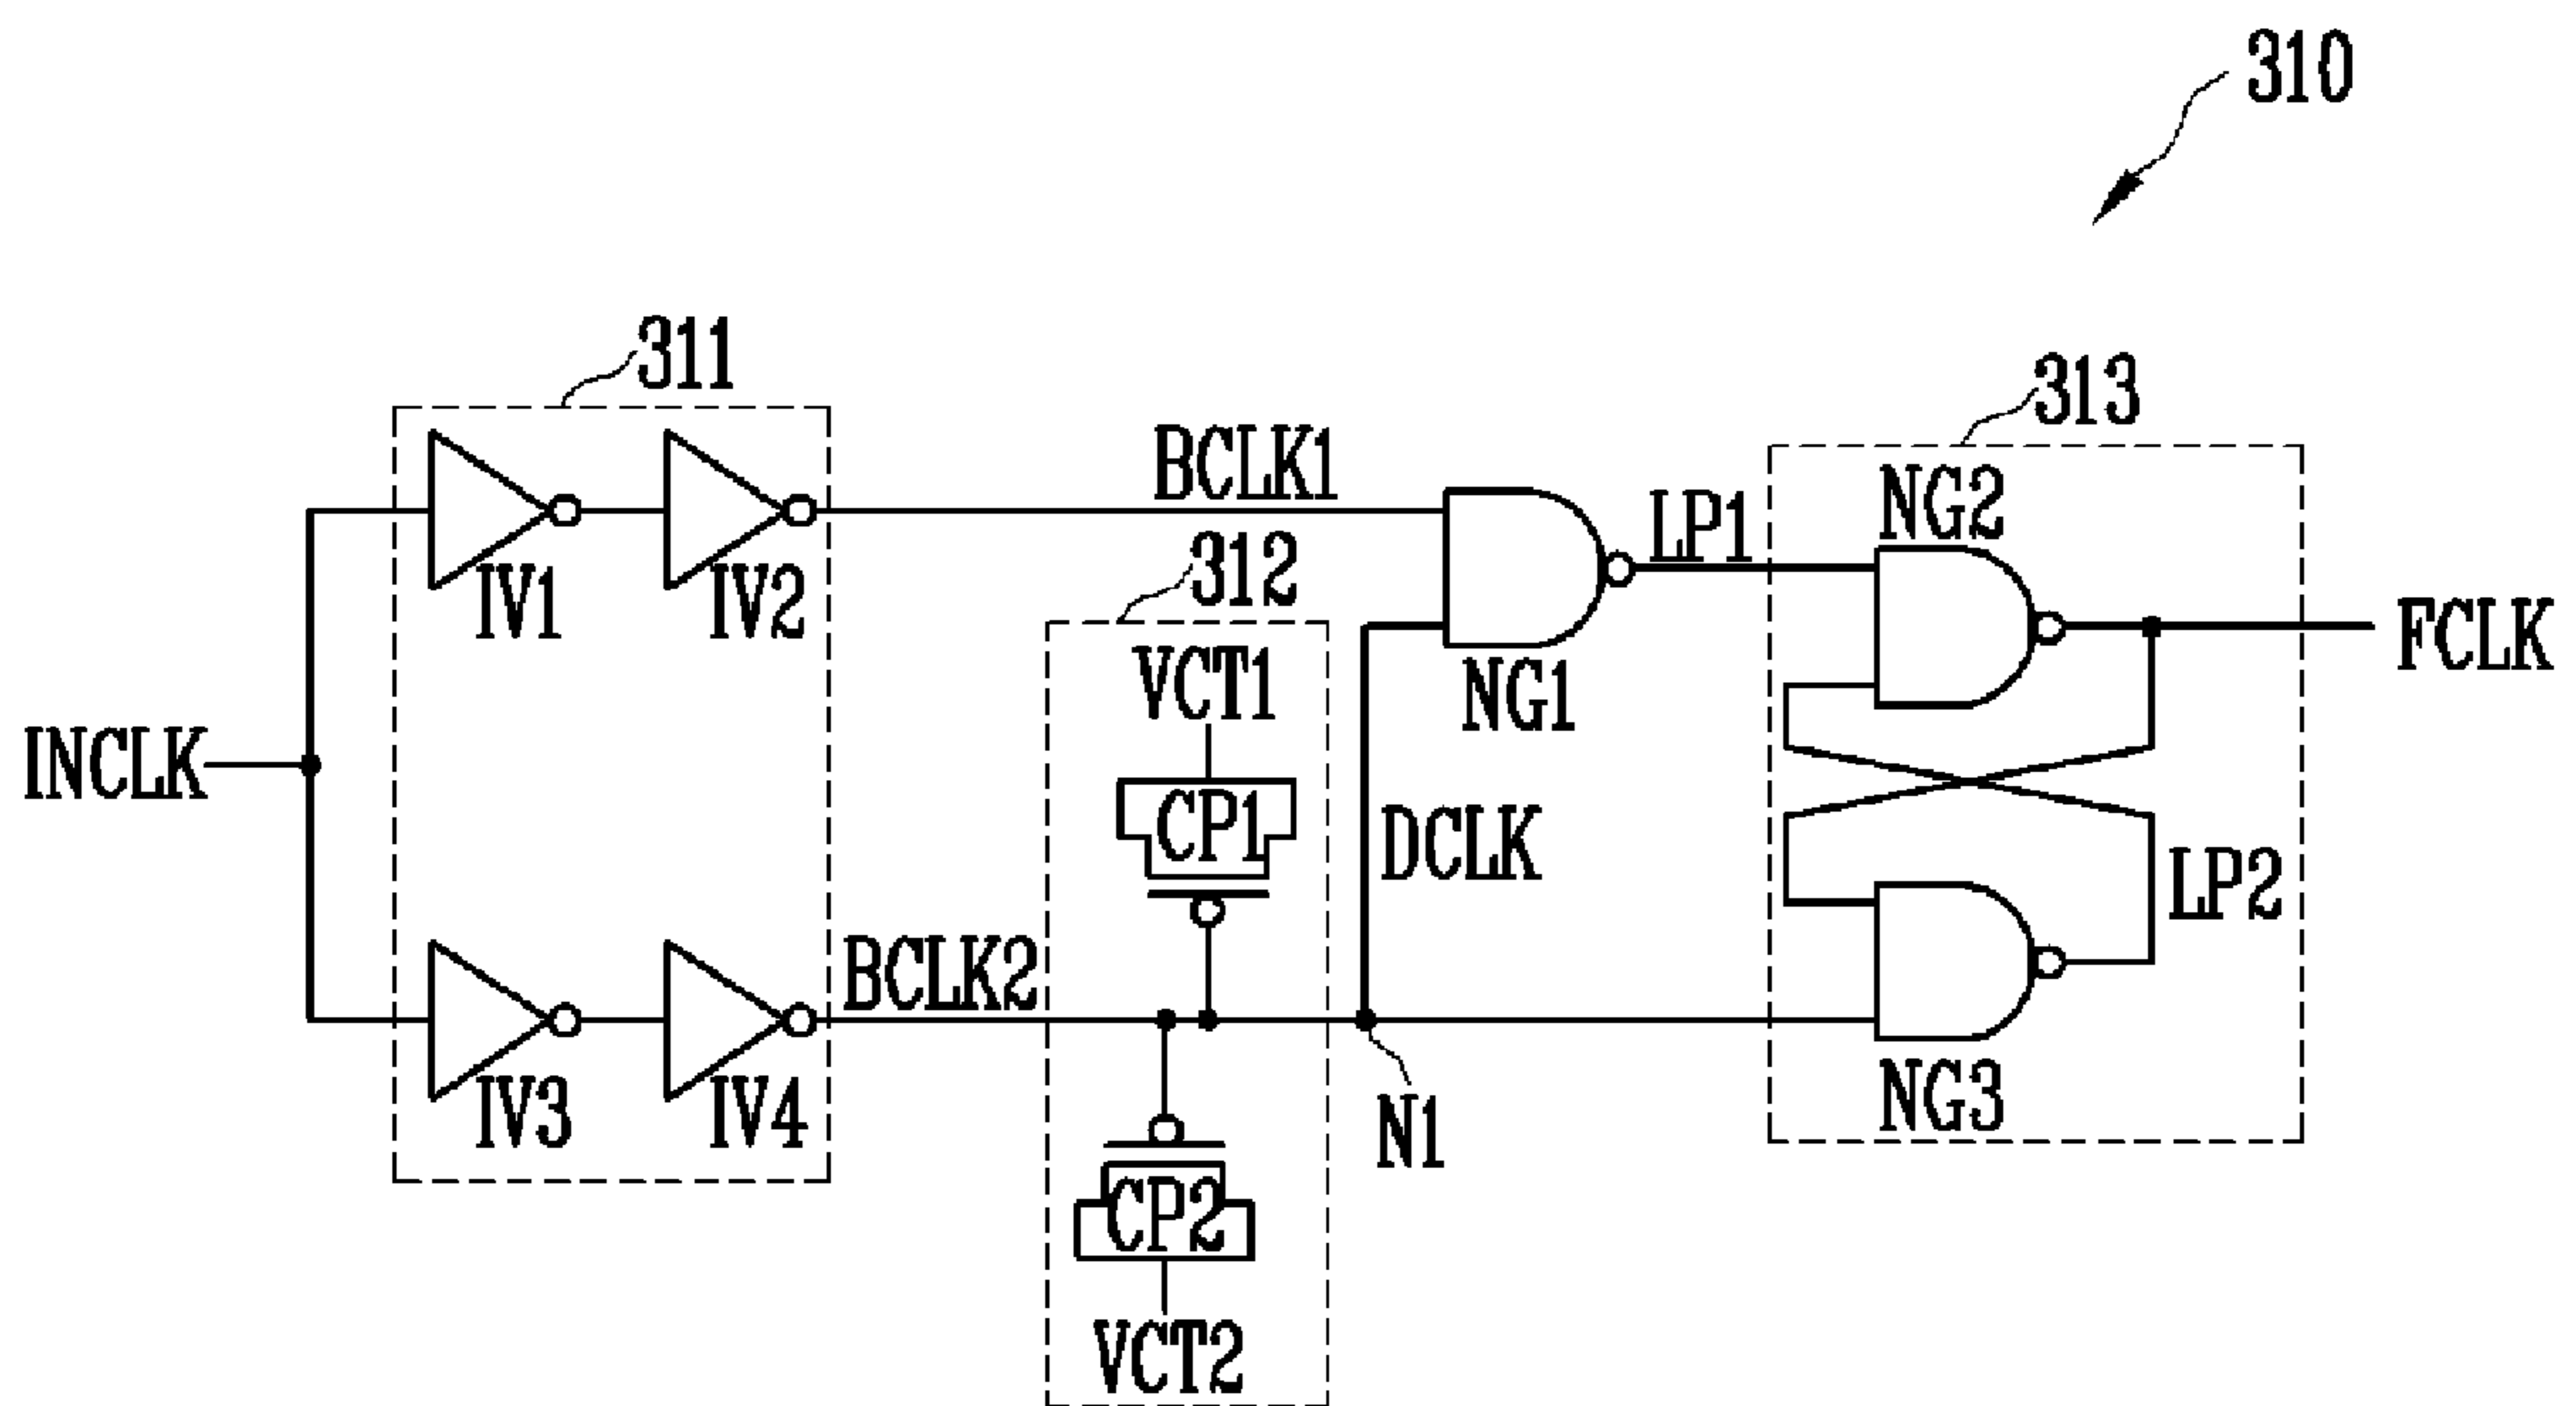 310
311
313
BCLK1
NG2
LP1
312
IV1
IV2
VCT1
FCLK
NG1
INCLK
CP1
DCLK
LP2
BCLK2
NG3
IV3
IV4
N1
CP2
VCT2